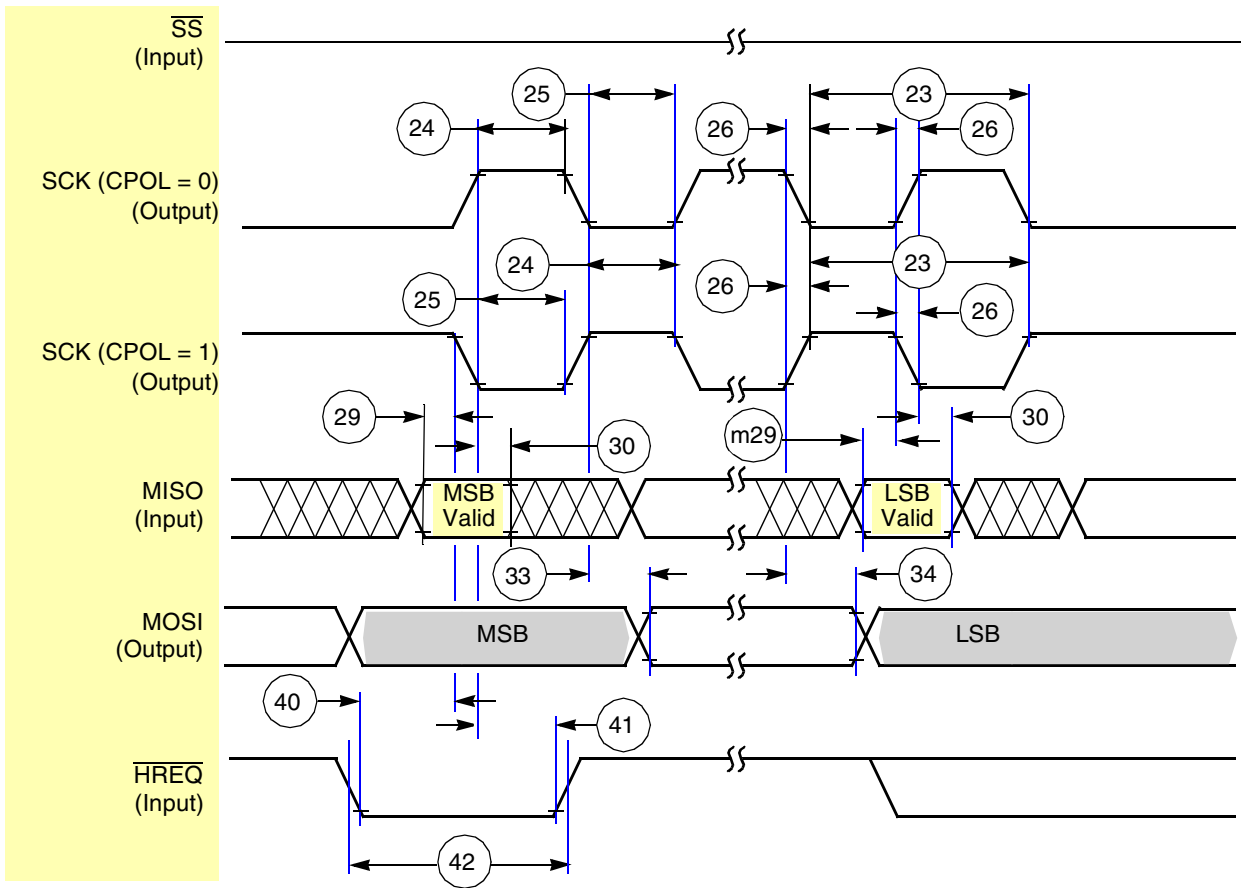 SS
(Input)
25
23
24
26
26
SCK (CPOL = 0)
(Output)
24
23
25
26
26
SCK (CPOL = 1)
(Output)
29
30
m29
30
MISO
(Input)
MSB
Valid
LSB
Valid
33
34
MOSI
(Output)
MSB
LSB
40
41
HREQ
(Input)
42